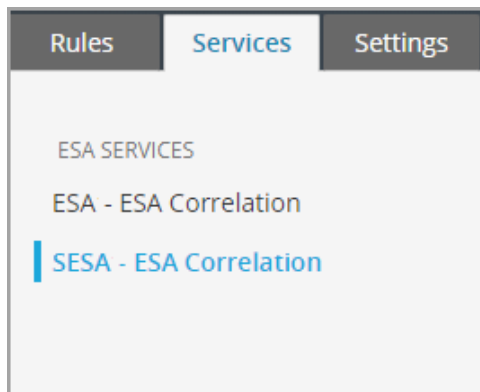 Rules Services Settings
ESA SERVICES
ESA - ESA Correlation
SESA - ESA Correlation